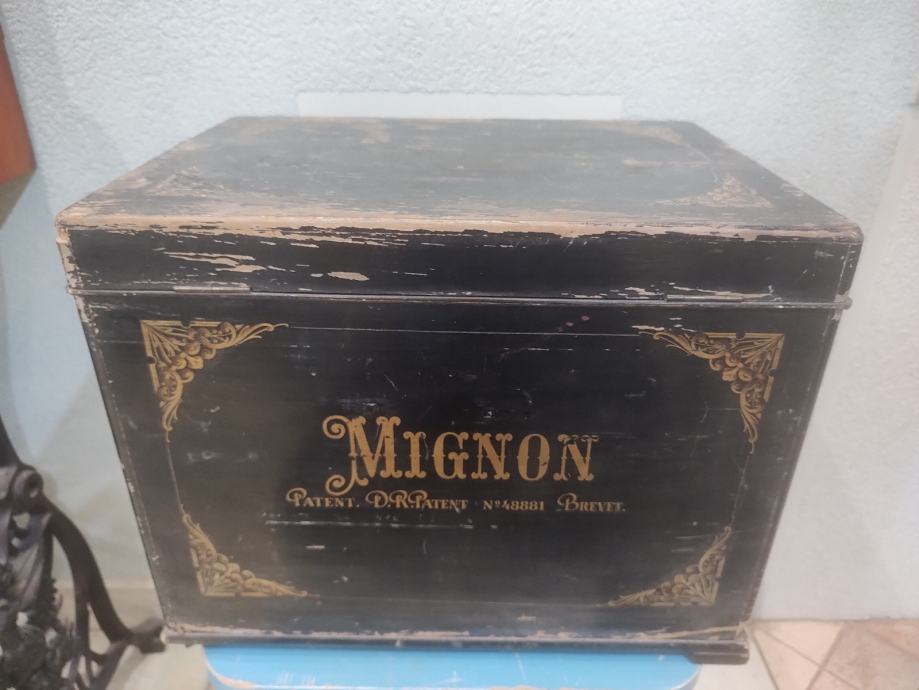 MIGNON
PATENT. D.R.PATENT Nº48881 BREVET.